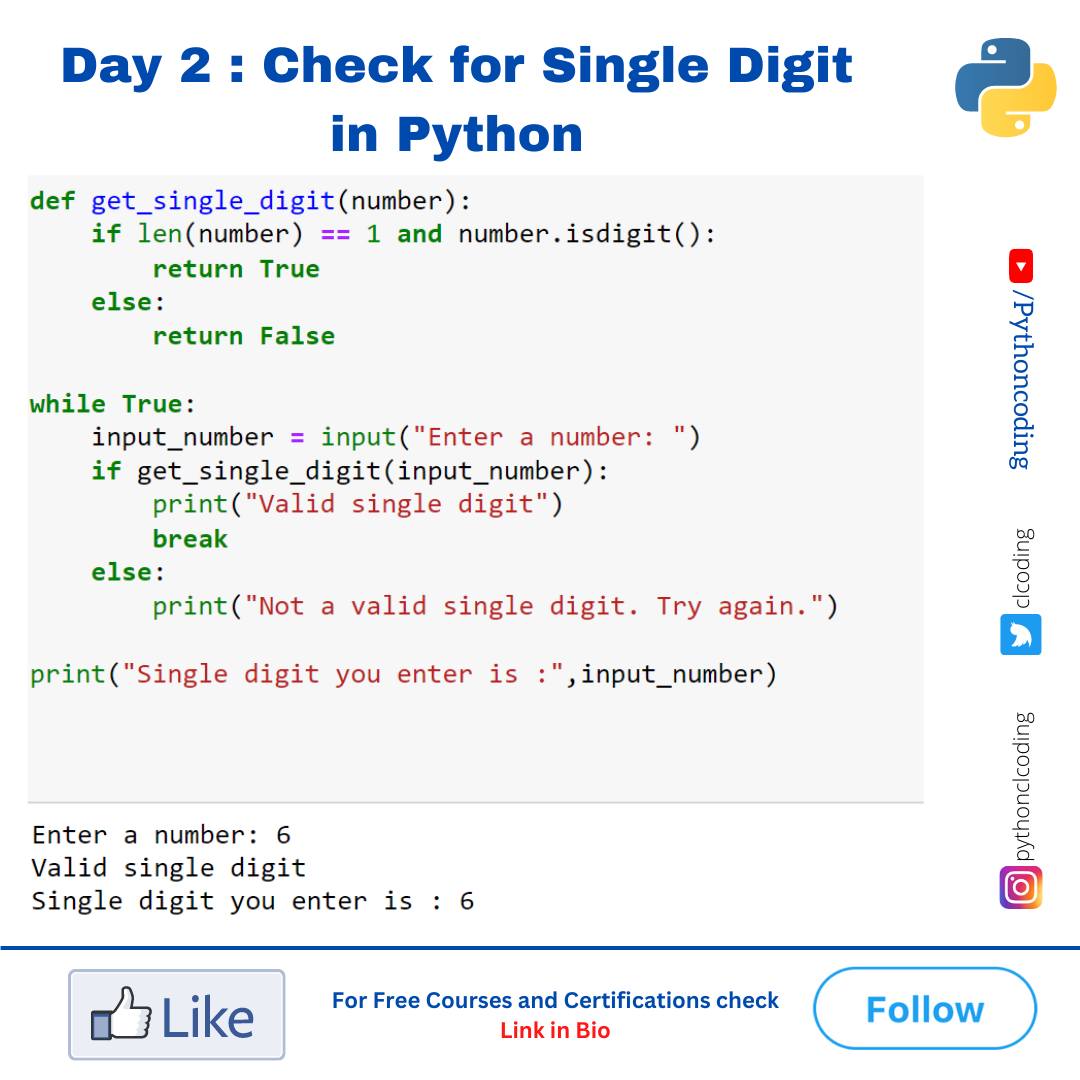 Day 2 : Check for Single Digit
in Python
def get_single_digit(number):
    if len(number) == 1 and number.isdigit():
        return True
    else:
        return False
while True:
    input_number = input("Enter a number: ")
    if get_single_digit(input_number):
        print("Valid single digit")
        break
    else:
        print("Not a valid single digit. Try again.")
print("Single digit you enter is :",input_number)
Enter a number: 6
Valid single digit
Single digit you enter is : 6
/Pythoncoding
clcoding
pythonclcoding
Like
For Free Courses and Certifications check
Link in Bio
Follow